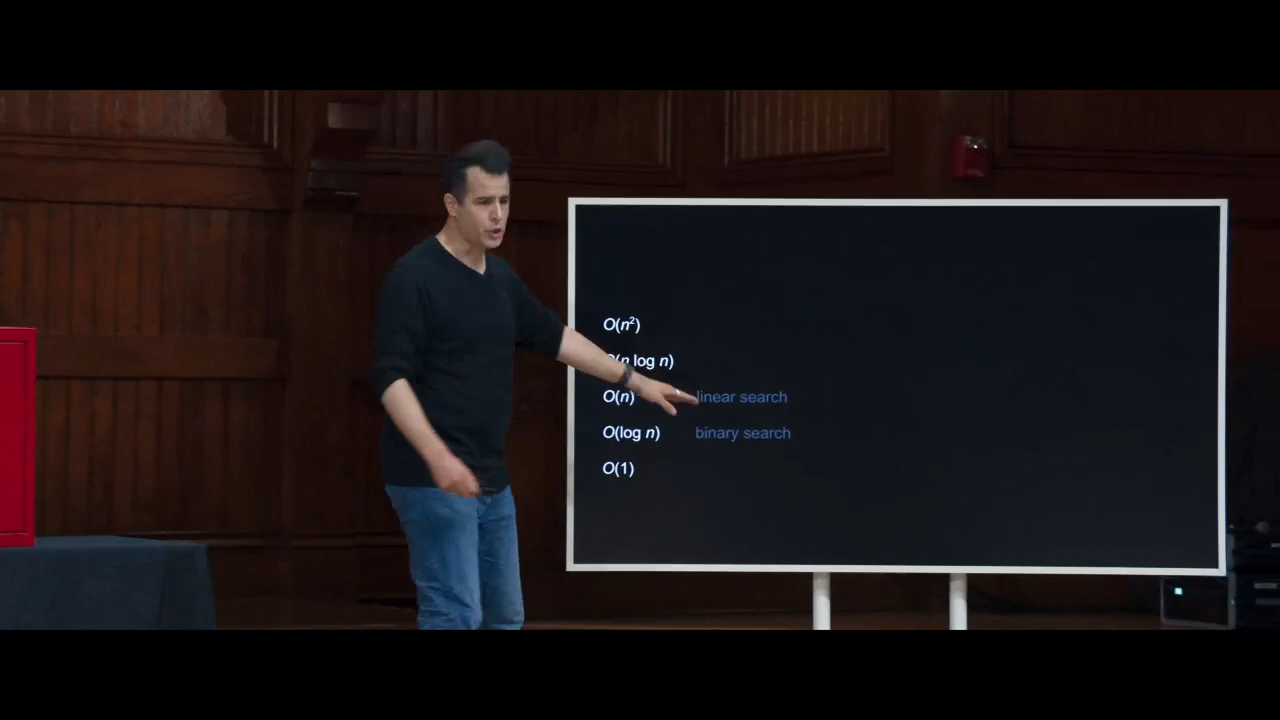 O(n²)
O(n log n)
O(n) linear search
O(log n) binary search
O(1)